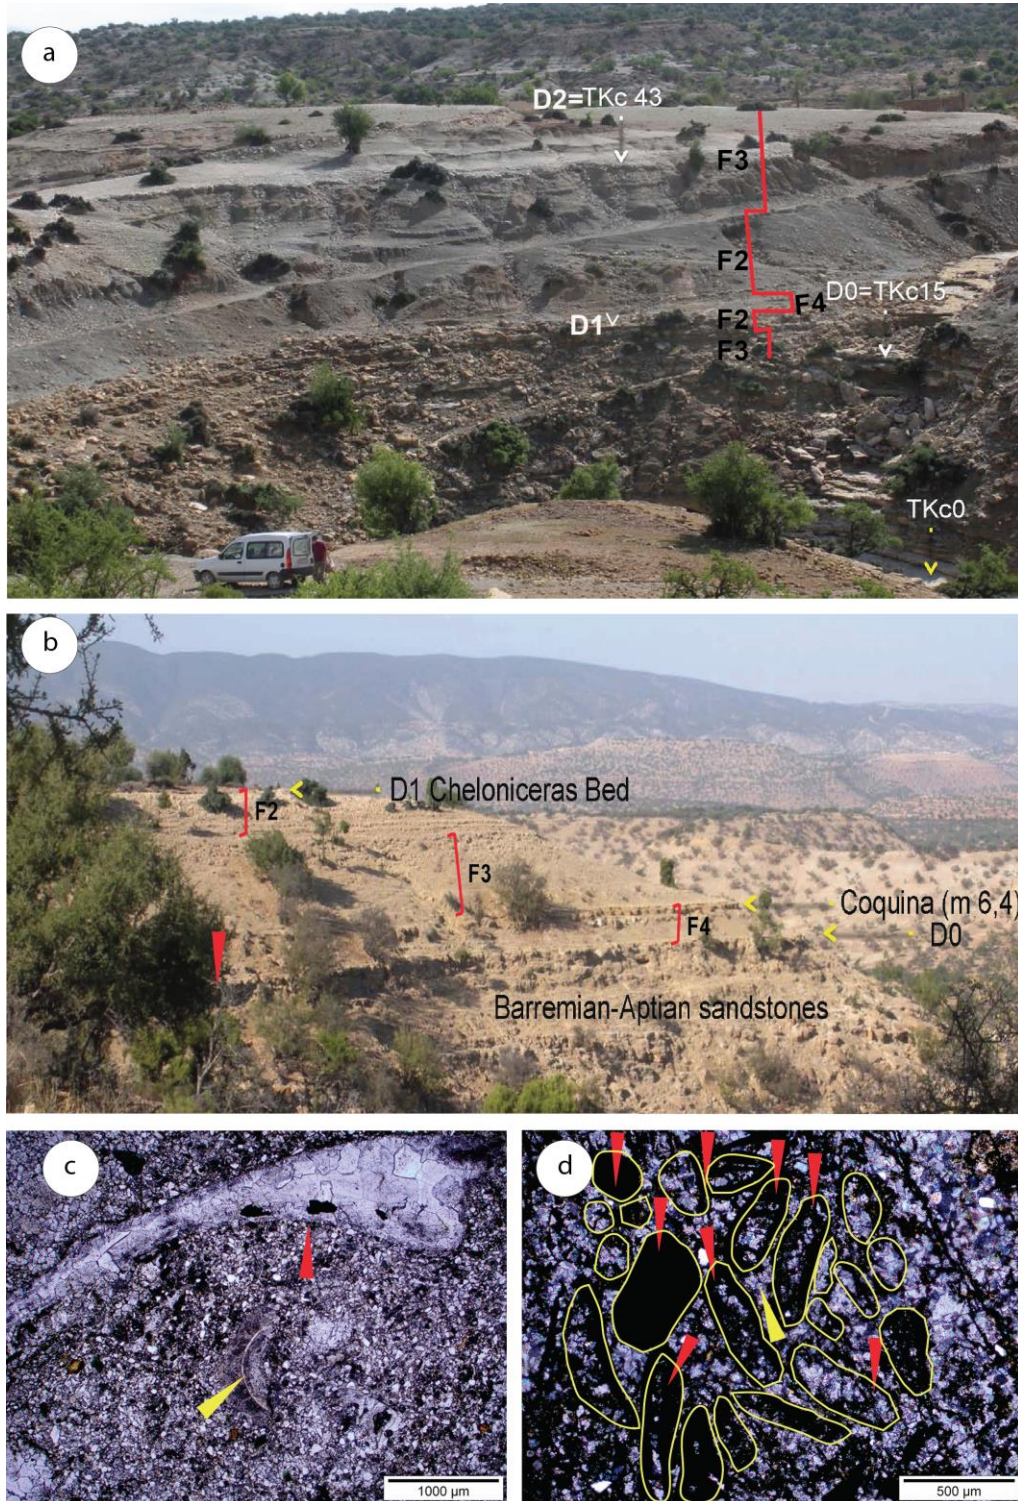 a
D2=TKc 43
F3
F2
D0=TKc15
F4
D1
F2
F3
TKc0
b
D1 Cheloniceras Bed
F2
F3
Coquina (m 6,4)
F4
D0
Barremian-Aptian sandstones
c
1000 µm
d
500 µm